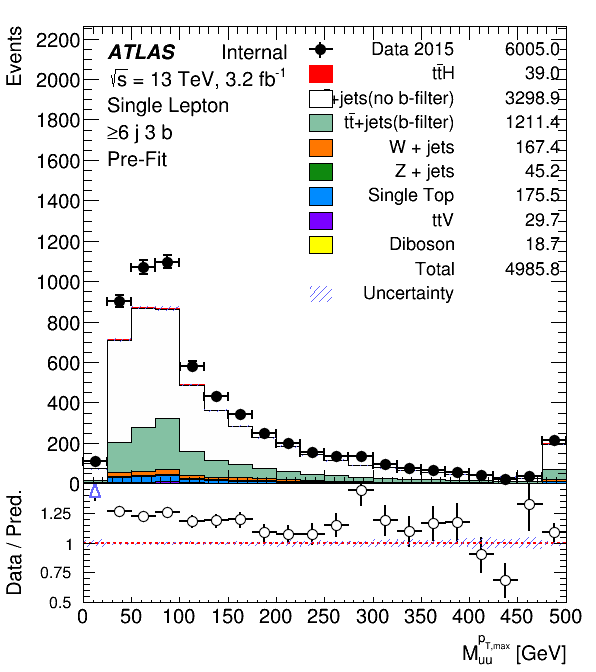 Events
ATLAS Internal
√s = 13 TeV, 3.2 fb⁻¹
Single Lepton
≥6 j 3 b
Pre-Fit
Data 2015 6005.0
tt̄H 39.0
+jets(no b-filter) 3298.9
tt̄+jets(b-filter) 1211.4
W + jets 167.4
Z + jets 45.2
Single Top 175.5
ttV 29.7
Diboson 18.7
Total 4985.8
Uncertainty
2200
2000
1800
1600
1400
1200
1000
800
600
400
200
0
Data / Pred.
1.25
1
0.75
0.5
0 50 100 150 200 250 300 350 400 450 500
M_uu^p_T,max [GeV]